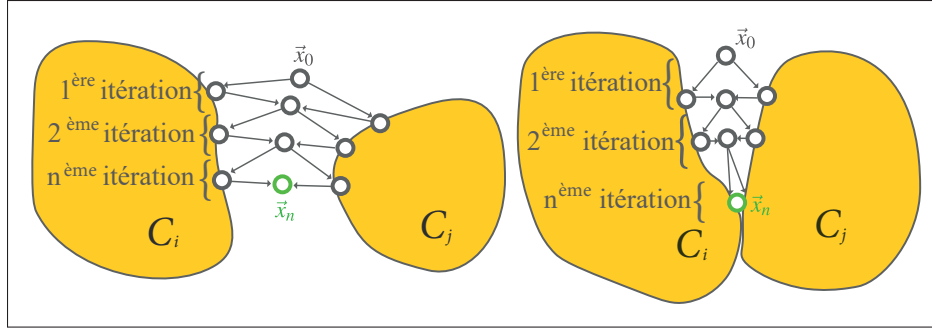 x⃗₀
1ère itération
2ème itération
nème itération
x⃗ₙ
Cᵢ
Cⱼ
x⃗₀
1ère itération
2ème itération
nème itération
x⃗ₙ
Cᵢ
Cⱼ